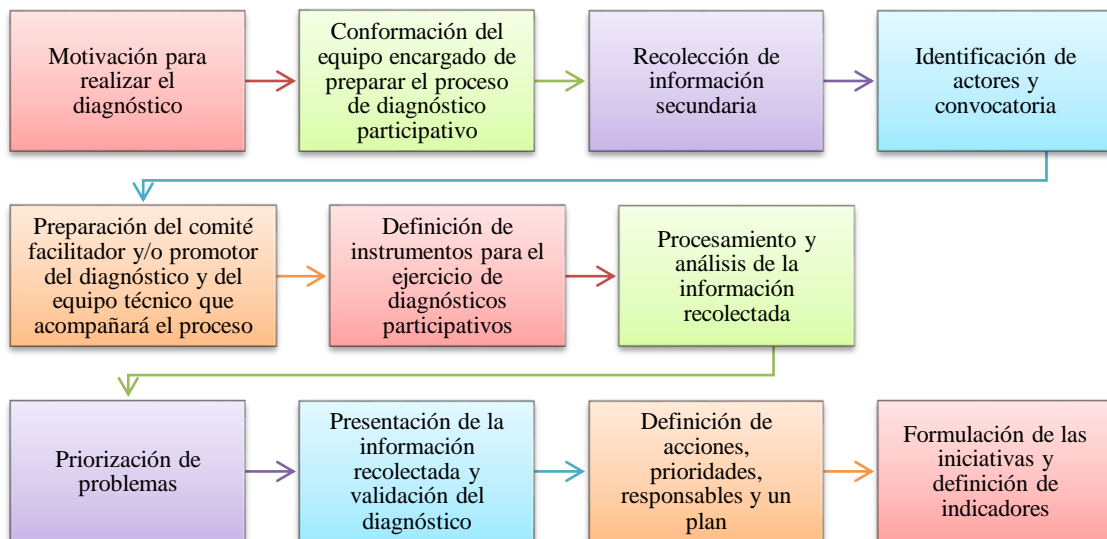 Motivación para
realizar el
diagnóstico
Conformación del
equipo encargado de
preparar el proceso
de diagnóstico
participativo
Recolección de
información
secundaria
Identificación de
actores y
convocatoria
Preparación del comité
facilitador y/o promotor
del diagnóstico y del
equipo técnico que
acompañará el proceso
Definición de
instrumentos para el
ejercicio de
diagnósticos
participativos
Procesamiento y
análisis de la
información
recolectada
Priorización de
problemas
Presentación de la
información
recolectada y
validación del
diagnóstico
Definición de
acciones,
prioridades,
responsables y un
plan
Formulación de las
iniciativas y
definición de
indicadores